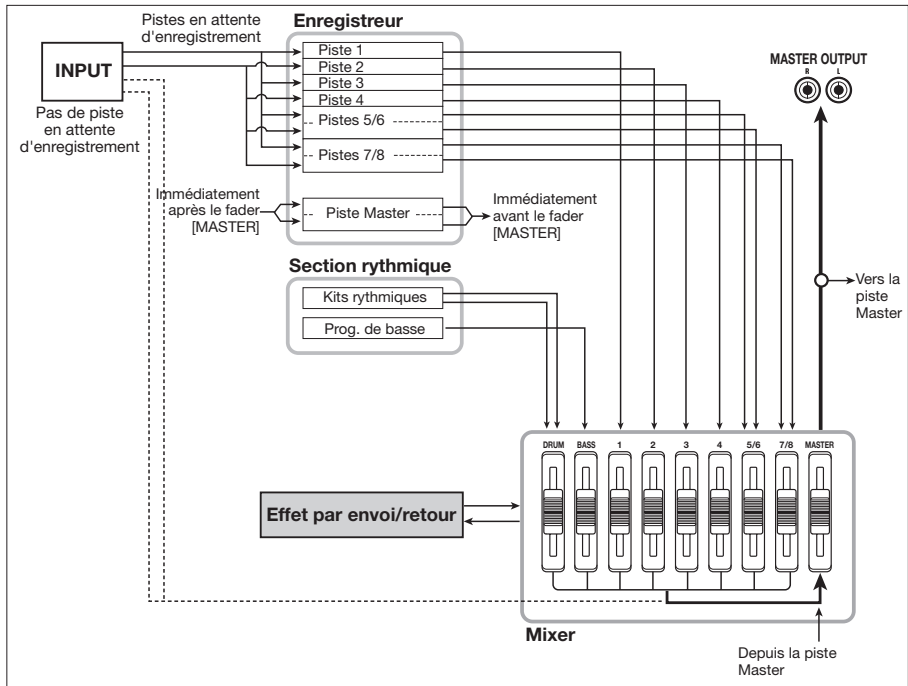 Pistes en attente
d'enregistrement
Enregistreur
INPUT
Pas de piste
en attente
d'enregistrement
Piste 1
Piste 2
Piste 3
Piste 4
Pistes 5/6
Pistes 7/8
Immédiatement
après le fader
[MASTER]
Piste Master
Immédiatement
avant le fader
[MASTER]
MASTER OUTPUT
R L
Vers la
piste
Master
Section rythmique
Kits rythmiques
Prog. de basse
DRUM BASS 1 2 3 4 5/6 7/8 MASTER
Effet par envoi/retour
Mixer
Depuis la piste
Master